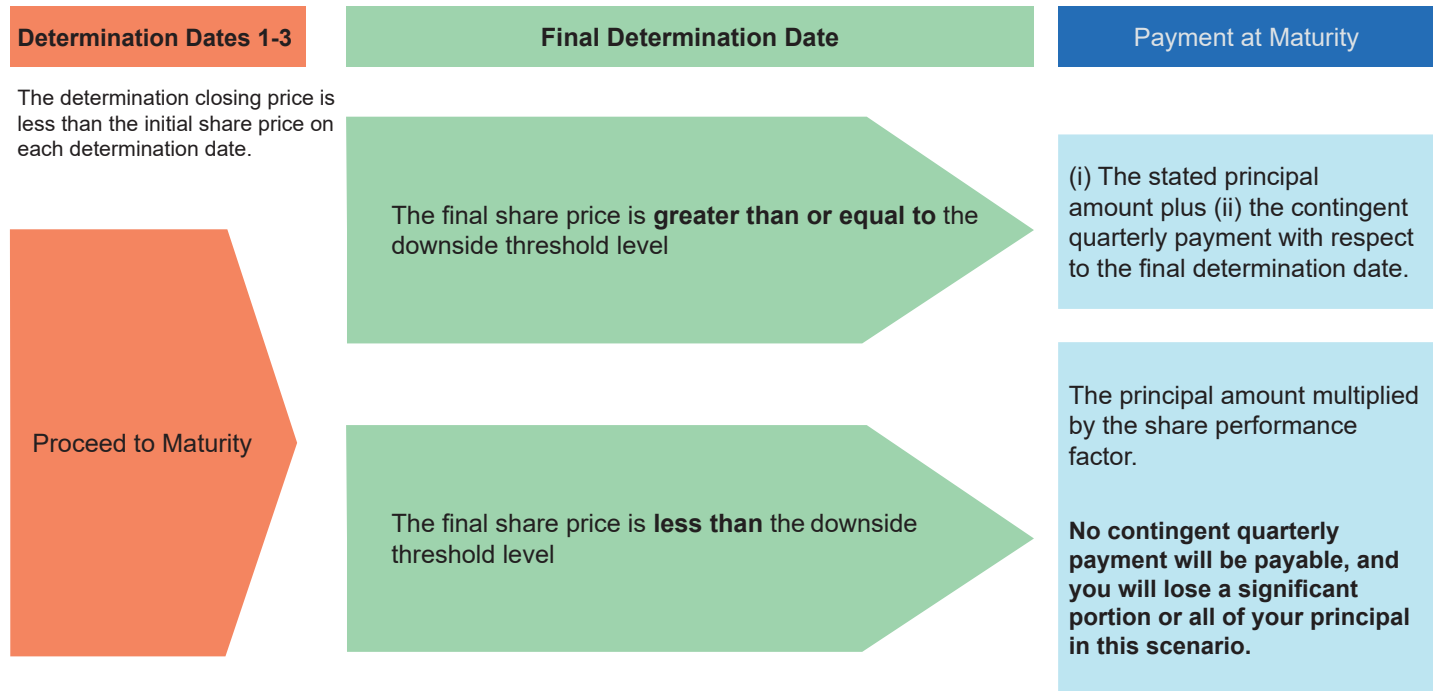 Determination Dates 1-3
Final Determination Date
Payment at Maturity
The determination closing price is
less than the initial share price on
each determination date.
Proceed to Maturity
The final share price is greater than or equal to the
downside threshold level
(i) The stated principal
amount plus (ii) the contingent
quarterly payment with respect
to the final determination date.
The final share price is less than the downside
threshold level
The principal amount multiplied
by the share performance
factor.
No contingent quarterly
payment will be payable, and
you will lose a significant
portion or all of your principal
in this scenario.